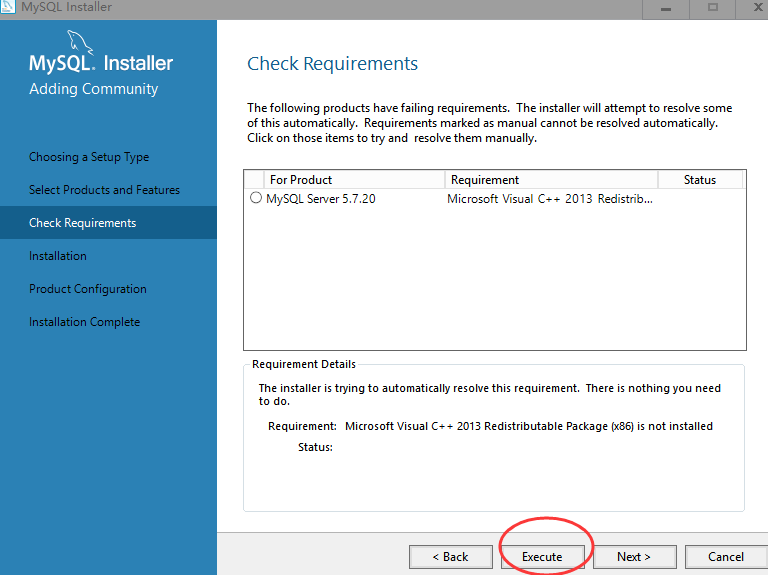 MySQL Installer
MySQL. Installer
Adding Community
Choosing a Setup Type
Select Products and Features
Check Requirements
Installation
Product Configuration
Installation Complete
Check Requirements
The following products have failing requirements. The installer will attempt to resolve some
of this automatically. Requirements marked as manual cannot be resolved automatically.
Click on those items to try and resolve them manually.
For Product Requirement Status
MySQL Server 5.7.20 Microsoft Visual C++ 2013 Redistrib...
Requirement Details
The installer is trying to automatically resolve this requirement. There is nothing you need
to do.
Requirement: Microsoft Visual C++ 2013 Redistributable Package (x86) is not installed
Status:
< Back Execute Next > Cancel